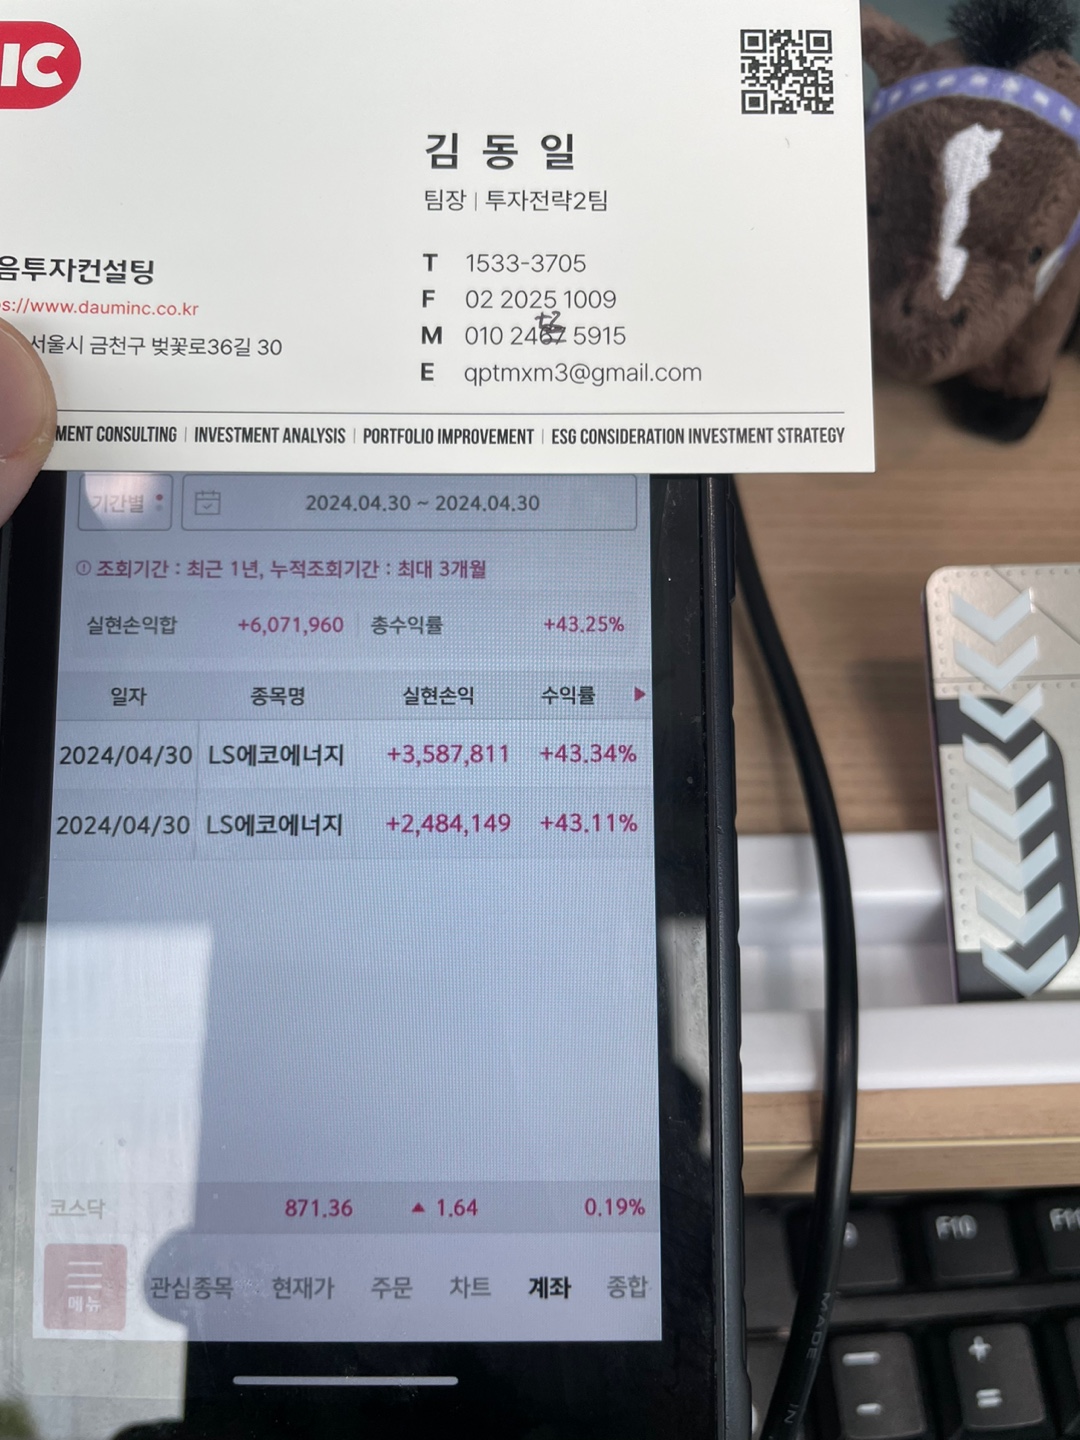 IC
김동일
팀장 | 투자전략2팀
음투자컨설팅
s://www.dauminc.co.kr
서울시 금천구 벚꽃로36길 30
T 1533-3705
F 02 2025 1009
M 010 2467 5915
E qptmxm3@gmail.com
MENT CONSULTING | INVESTMENT ANALYSIS | PORTFOLIO IMPROVEMENT | ESG CONSIDERATION INVESTMENT STRATEGY
기간별 2024.04.30 ~ 2024.04.30
조회기간 : 최근 1년, 누적조회기간 : 최대 3개월
실현손익합 +6,071,960 총수익률 +43.25%
일자 종목명 실현손익 수익률
2024/04/30 LS에코에너지 +3,587,811 +43.34%
2024/04/30 LS에코에너지 +2,484,149 +43.11%
코스닥 871.36 ▲ 1.64 0.19%
메뉴 관심종목 현재가 주문 차트 계좌 종합
F10
F11
MADE IN
- + =